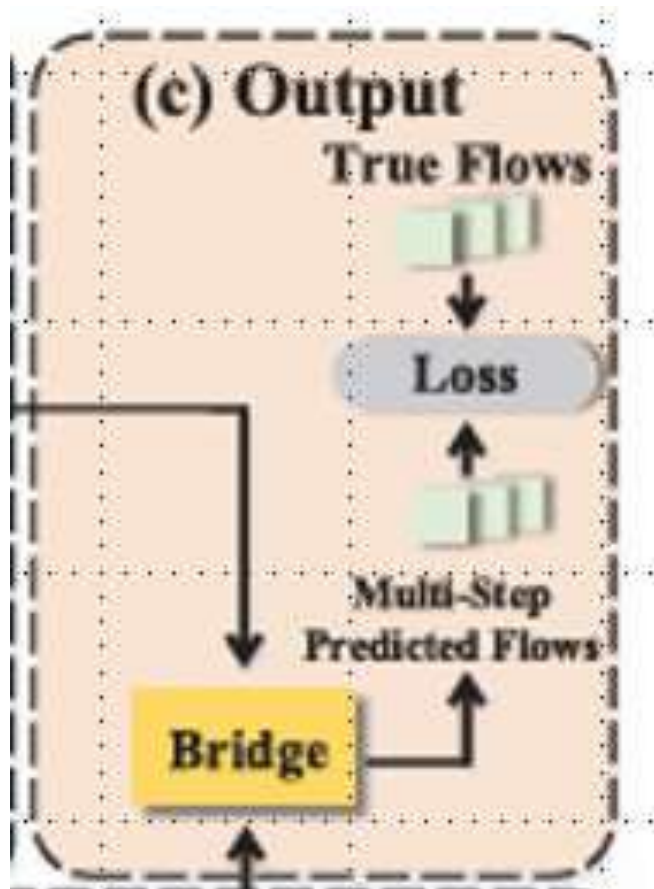 (c) Output
True Flows
Loss
Multi-Step
Predicted Flows
Bridge